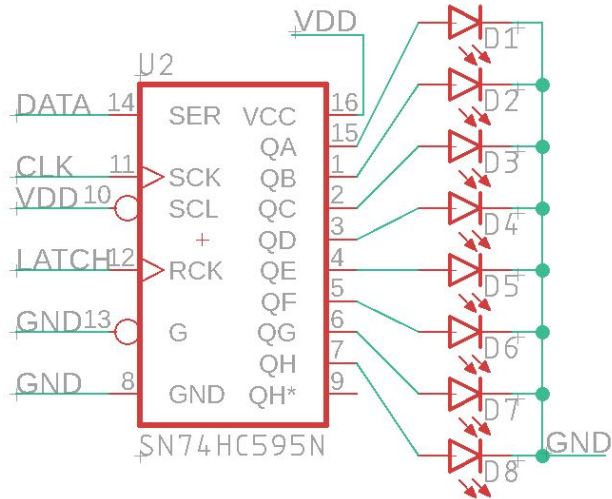 VDD
D1
U2
DATA 14 SER VCC 16
QA 15
D2
CLK 11 SCK QB 1
D3
VDD 10 SCL QC 2
QD 3
D4
LATCH 12 RCK QE 4
D5
QF 5
GND 13 G QG 6
D6
QH 7
GND 8 GND QH* 9
D7
SN74HC595N
GND
D8